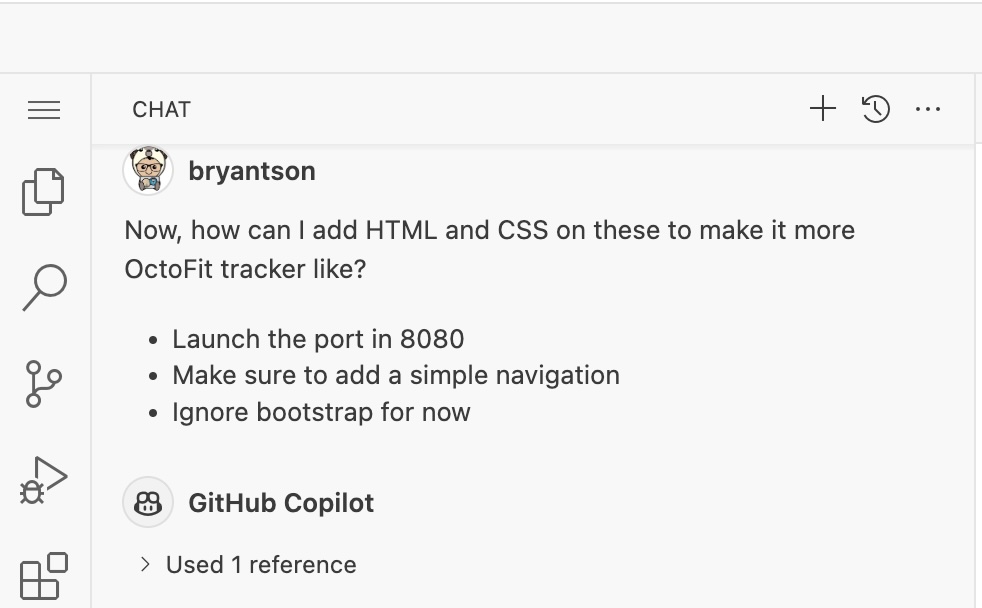 CHAT
bryantson
Now, how can I add HTML and CSS on these to make it more
OctoFit tracker like?
• Launch the port in 8080
• Make sure to add a simple navigation
• Ignore bootstrap for now
GitHub Copilot
Used 1 reference